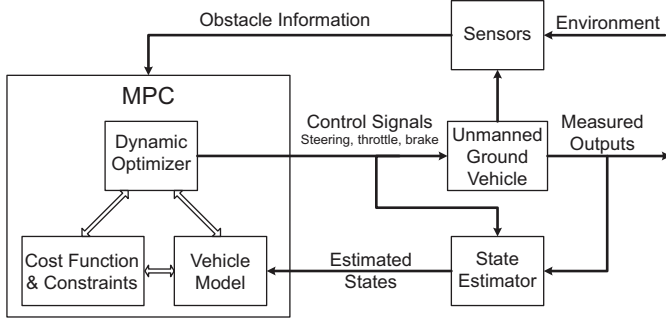 Obstacle Information
Sensors
Environment
MPC
Dynamic
Optimizer
Control Signals
Steering, throttle, brake
Unmanned
Ground
Vehicle
Measured
Outputs
Cost Function
& Constraints
Vehicle
Model
Estimated
States
State
Estimator